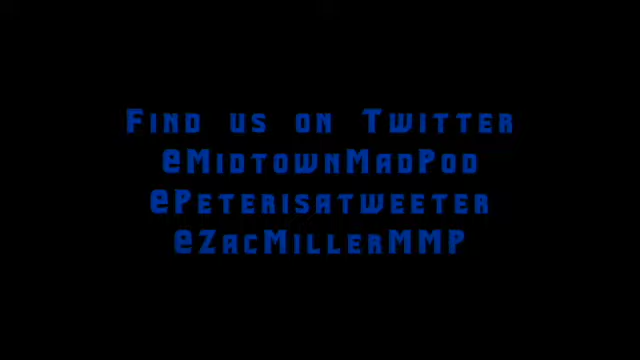 Find us on Twitter
@MidtownMadPod
@Peterisatweeter
@ZacMillerMMP